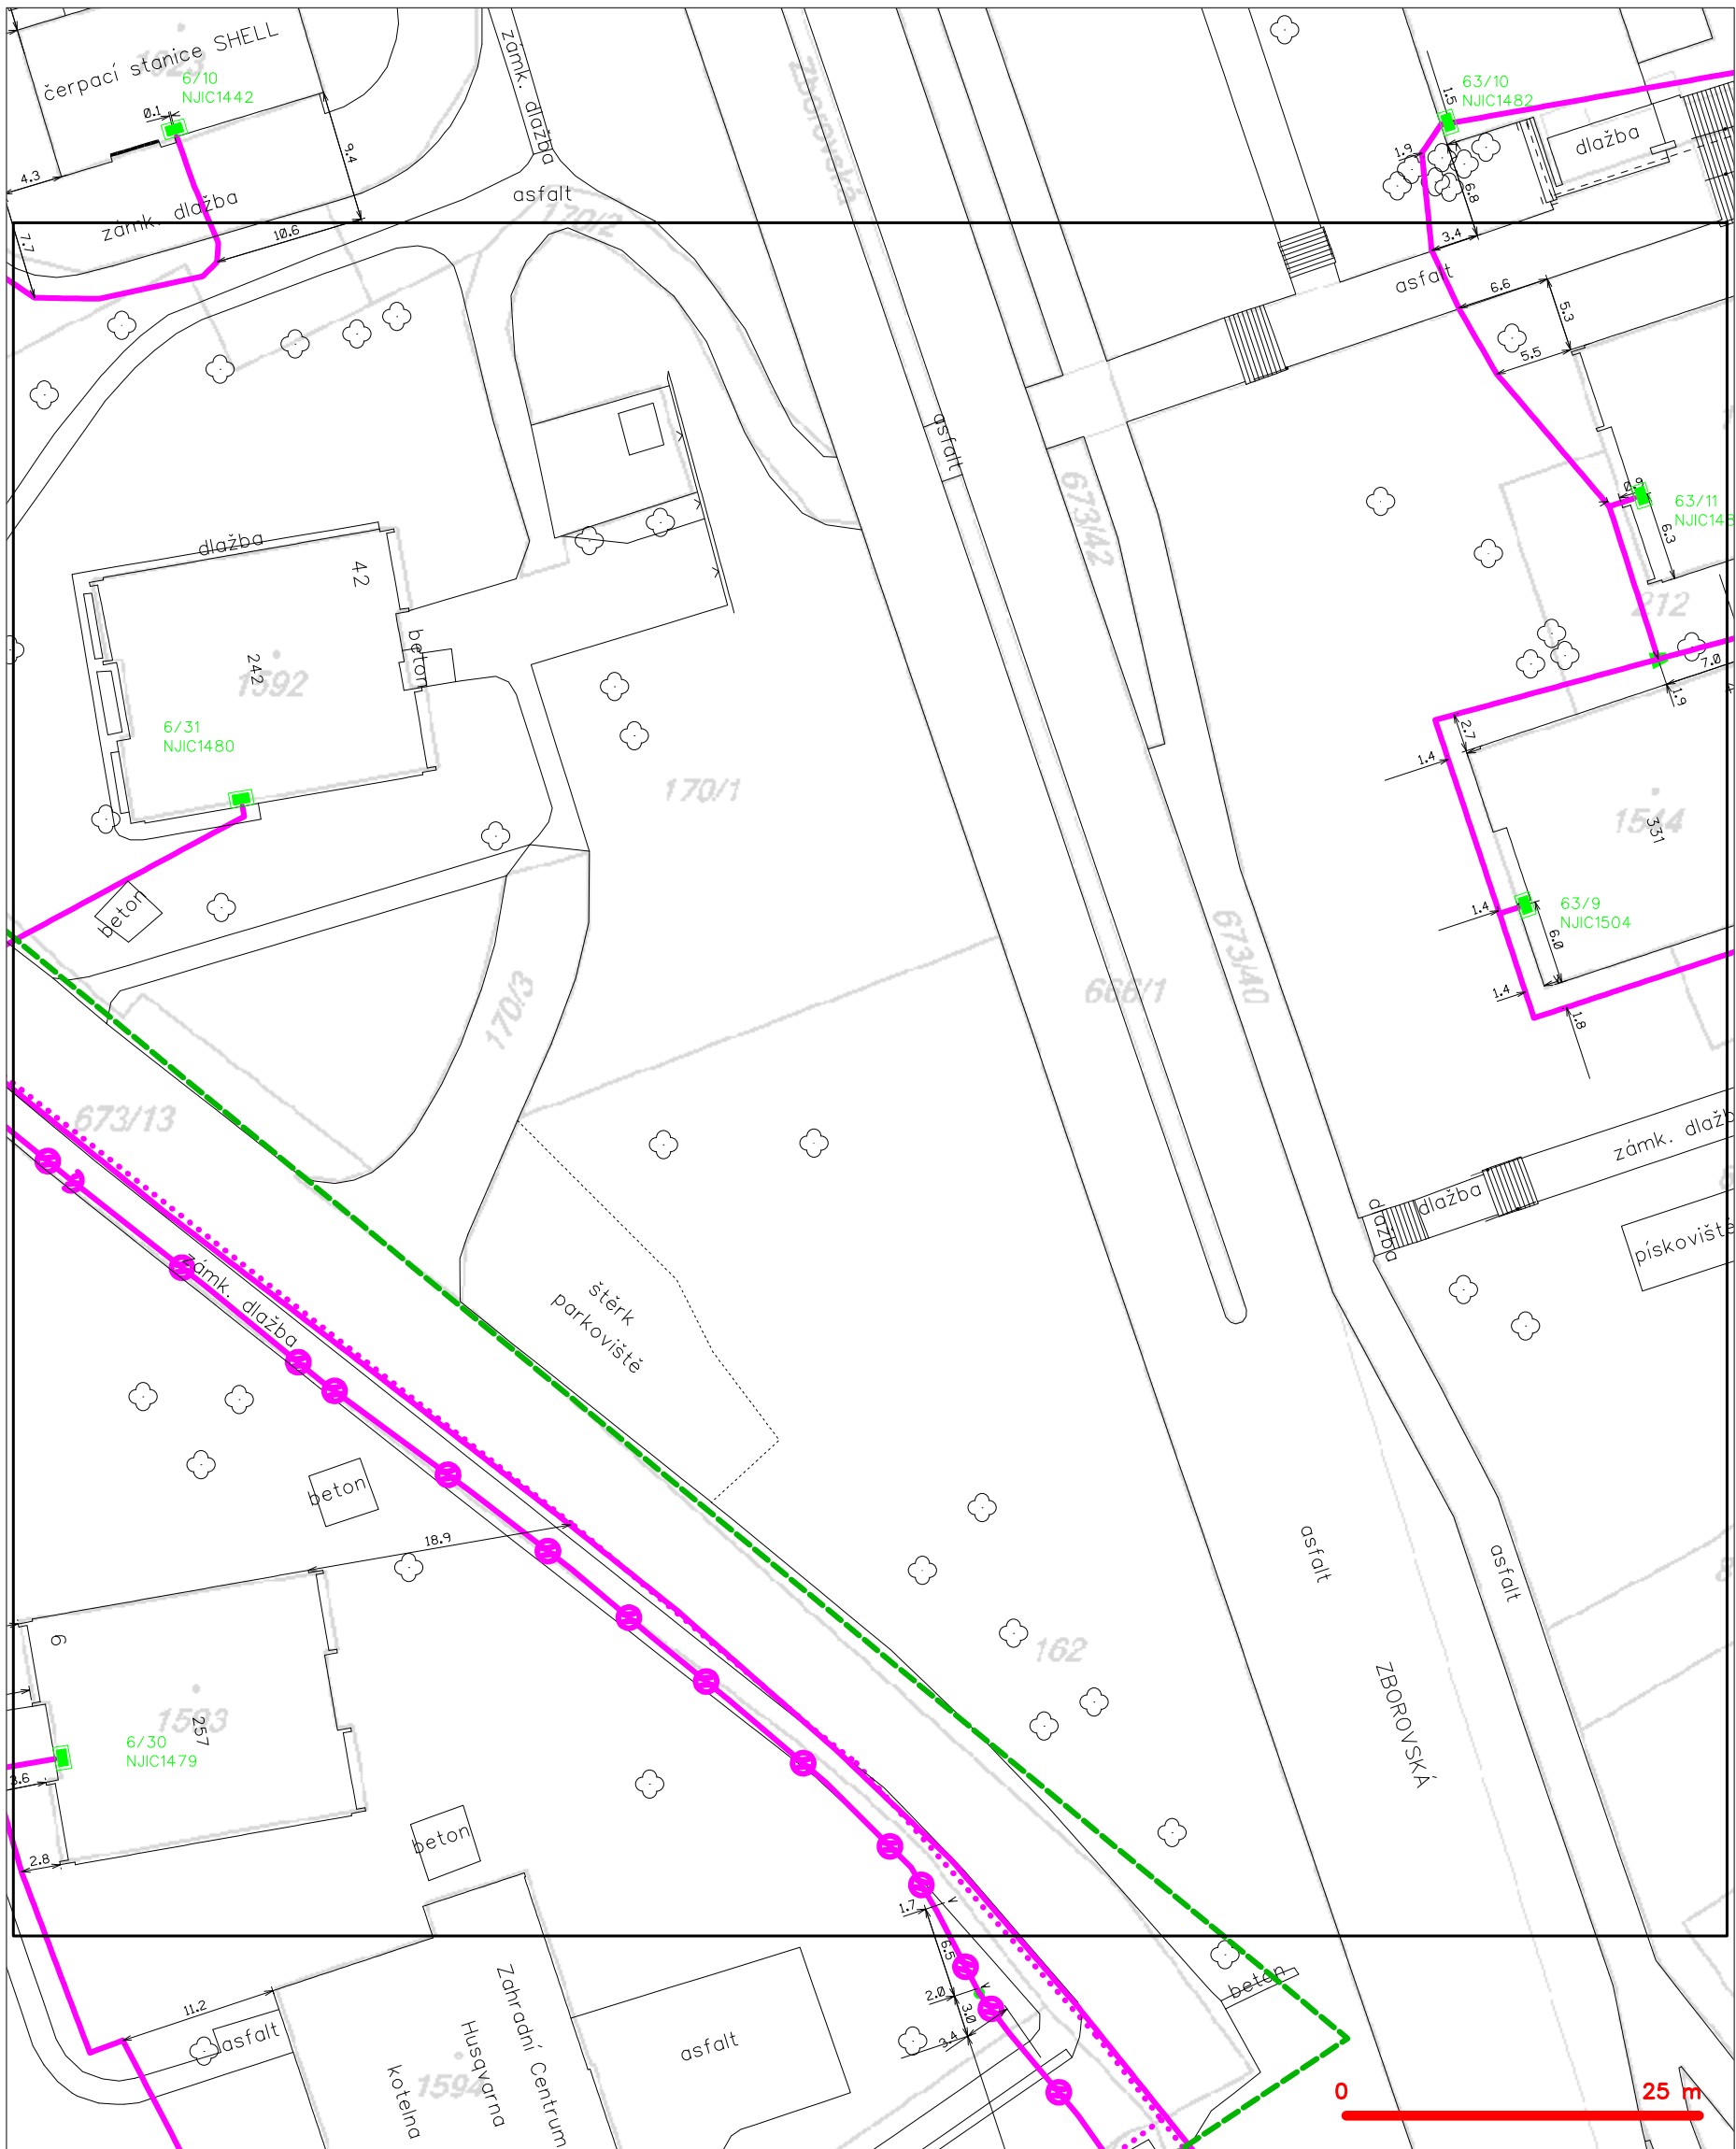 čerpací stanice SHELL
6/10
NJIC1442
0.1
9.4
4.3
zámk. dlažba
7.7
10.6
zámk. dlažba
asfalt
170/2
Zborovská
63/10
NJIC1482
1.5
1.9
6.8
3.4
dlažba
asfalt
6.6
5.3
5.5
asfalt
673/42
63/11
6.3
212
7.0
1.9
dlažba
42
242
1592
beton
6/31
NJIC1480
170/1
2.7
1.4
1544
331
1.4
63/9
NJIC1504
6.0
1.4
1.8
beton
170/3
668/1
673/40
673/13
zámk. dlažba
dlažba
dlažba
pískoviště
zámk. dlažba
štěrk
parkoviště
beton
18.9
asfalt
asfalt
162
ZBOROVSKÁ
6
1593
257
6/30
NJIC1479
3.6
2.8
beton
1.7
6.5
2.0
3.0
3.4
beton
11.2
asfalt
Zahradní Centrum
Husqvarna
kotelna
1594
asfalt
0
25 m